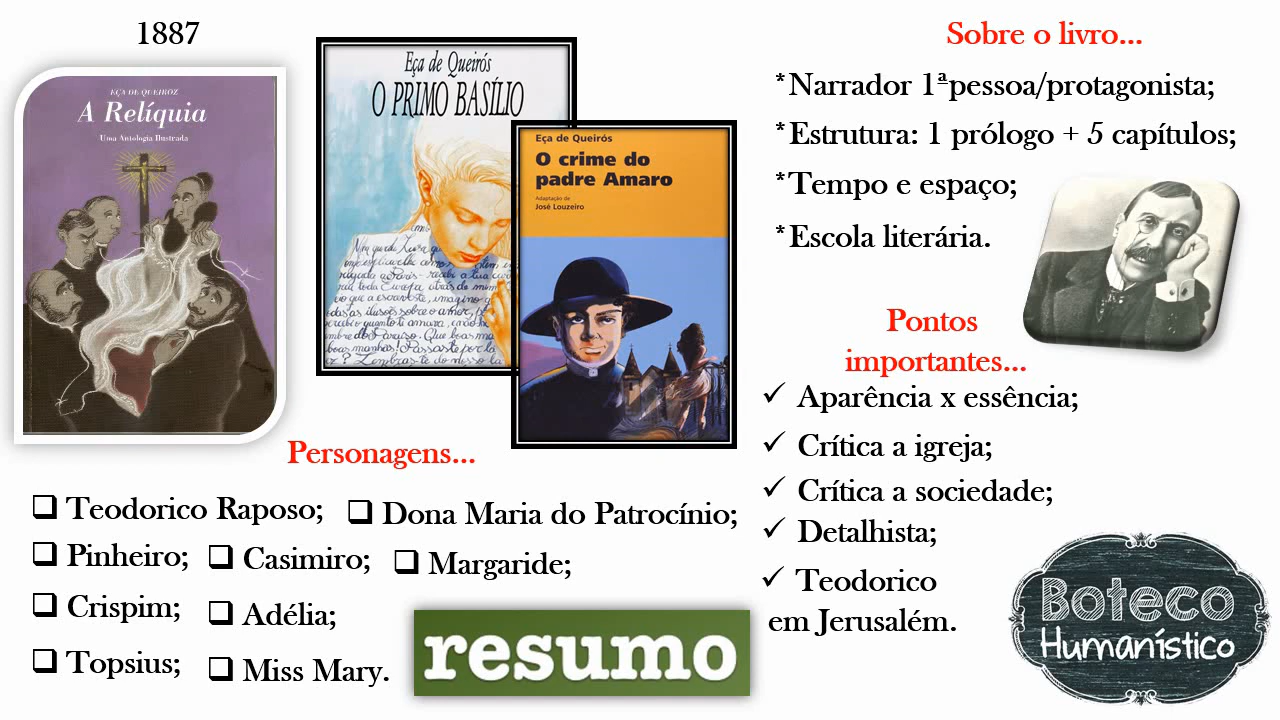 1887
EÇA DE QUEIROZ
A Relíquia
Uma Antologia Ilustrada
Eça de Queirós
O PRIMO BASÍLIO
Eça de Queirós
O crime do
padre Amaro
Adaptação de
José Louzeiro
Sobre o livro...
*Narrador 1ªpessoa/protagonista;
*Estrutura: 1 prólogo + 5 capítulos;
*Tempo e espaço;
*Escola literária.
Pontos
importantes...
✓ Aparência x essência;
✓ Crítica a igreja;
✓ Crítica a sociedade;
✓ Detalhista;
✓ Teodorico
em Jerusalém.
Personagens...
❑ Teodorico Raposo; ❑ Dona Maria do Patrocínio;
❑ Pinheiro; ❑ Casimiro; ❑ Margaride;
❑ Crispim; ❑ Adélia;
❑ Topsius; ❑ Miss Mary.
resumo
Boteco
Humanístico